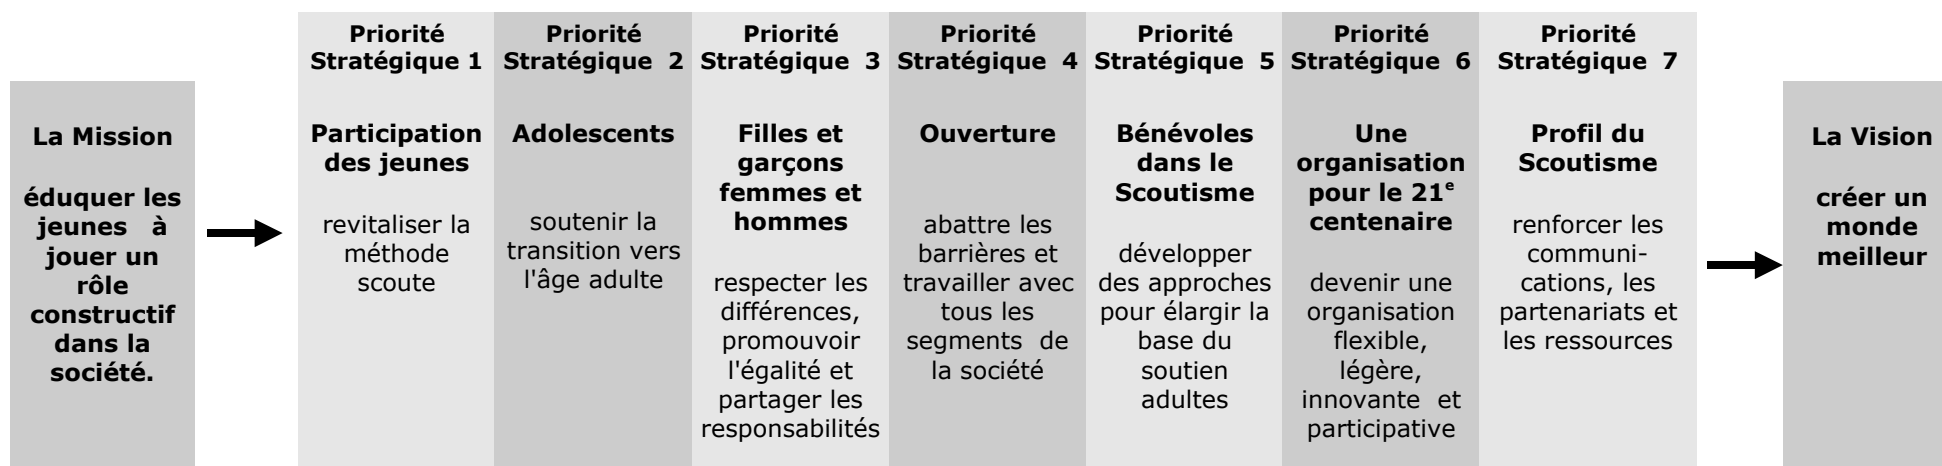 La Mission
éduquer les
jeunes à
jouer un
rôle
constructif
dans la
société.
Priorité
Stratégique 1
Participation
des jeunes
revitaliser la
méthode
scoute
Priorité
Stratégique 2
Adolescents
soutenir la
transition vers
l'âge adulte
Priorité
Stratégique 3
Filles et
garçons
femmes et
hommes
respecter les
différences,
promouvoir
l'égalité et
partager les
responsabilités
Priorité
Stratégique 4
Ouverture
abattre les
barrières et
travailler avec
tous les
segments de
la société
Priorité
Stratégique 5
Bénévoles
dans le
Scoutisme
développer
des approches
pour élargir la
base du
soutien
adultes
Priorité
Stratégique 6
Une
organisation
pour le 21e
centenaire
devenir une
organisation
flexible,
légère,
innovante et
participative
Priorité
Stratégique 7
Profil du
Scoutisme
renforcer les
communi-
cations, les
partenariats et
les ressources
La Vision
créer un
monde
meilleur